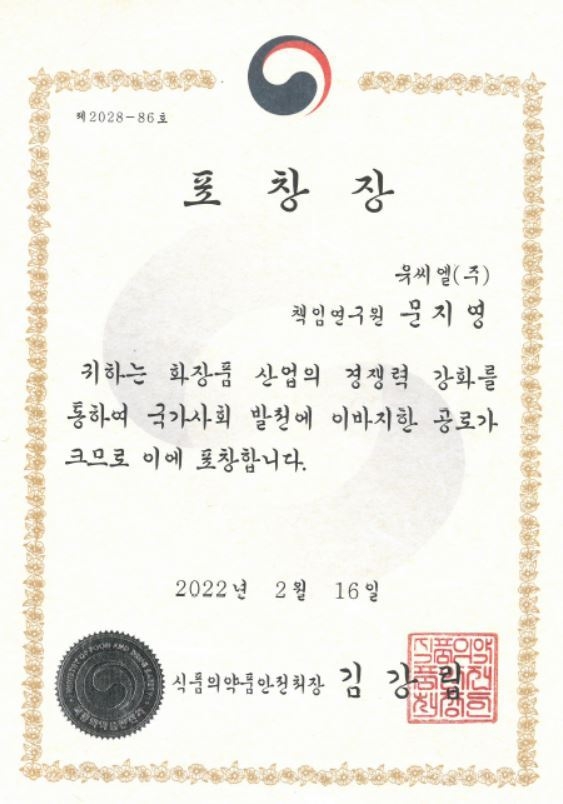 제2028-86호
포 창 장
유씨엘(주)
책임연구원 문지영
귀하는 화장품 산업의 경쟁력 강화를
통하여 국가사회 발전에 이바지한 공로가
크므로 이에 포창합니다.
2022년 2월 16일
식품의약품안전처장 김강립